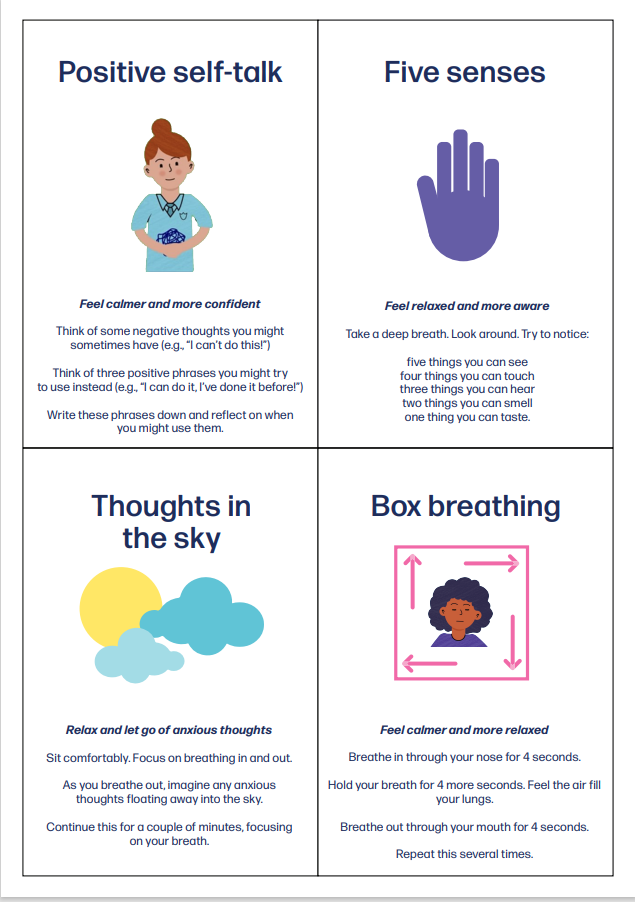 Positive self-talk
Feel calmer and more confident
Think of some negative thoughts you might
sometimes have (e.g., “I can’t do this!”)
Think of three positive phrases you might try
to use instead (e.g., “I can do it, I’ve done it before!”)
Write these phrases down and reflect on when
you might use them.
Five senses
Feel relaxed and more aware
Take a deep breath. Look around. Try to notice:
five things you can see
four things you can touch
three things you can hear
two things you can smell
one thing you can taste.
Thoughts in
the sky
Relax and let go of anxious thoughts
Sit comfortably. Focus on breathing in and out.
As you breathe out, imagine any anxious
thoughts floating away into the sky.
Continue this for a couple of minutes, focusing
on your breath.
Box breathing
Feel calmer and more relaxed
Breathe in through your nose for 4 seconds.
Hold your breath for 4 more seconds. Feel the air fill
your lungs.
Breathe out through your mouth for 4 seconds.
Repeat this several times.